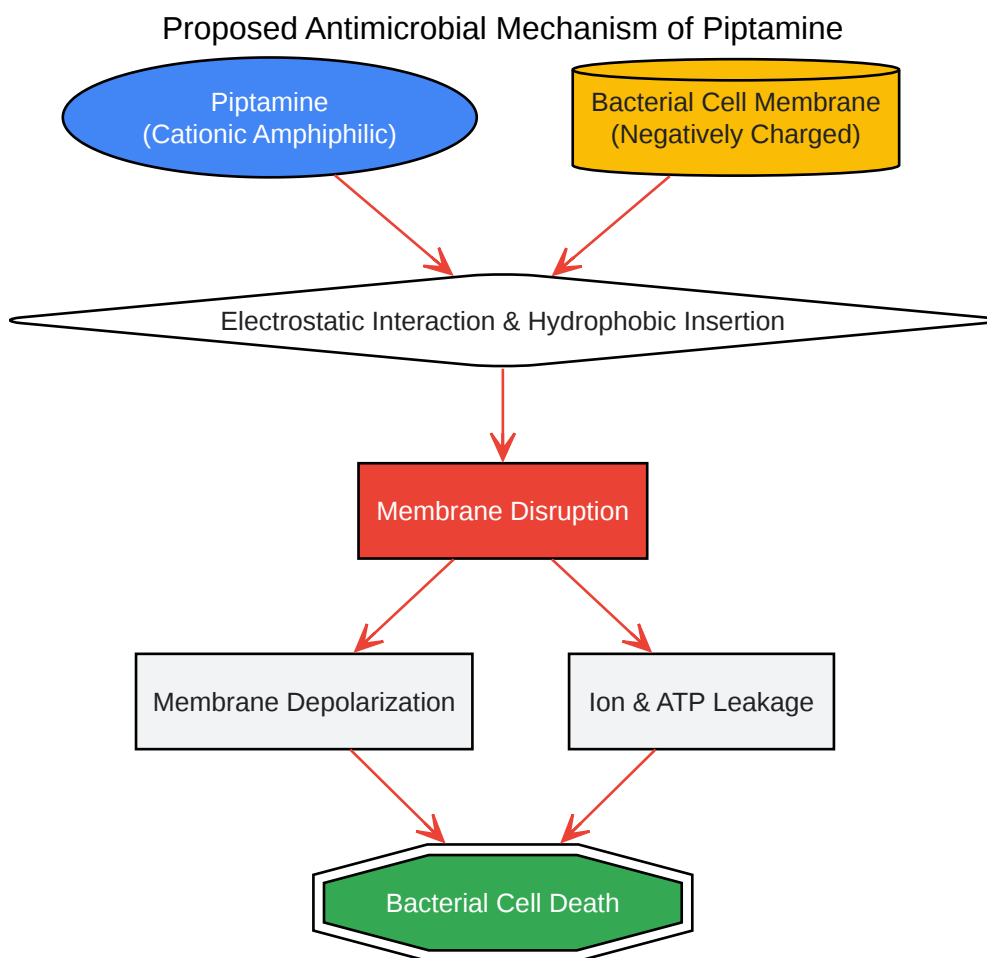 Proposed Antimicrobial Mechanism of Piptamine
Piptamine
(Cationic Amphiphilic)
Bacterial Cell Membrane
(Negatively Charged)
Electrostatic Interaction & Hydrophobic Insertion
Membrane Disruption
Membrane Depolarization
Ion & ATP Leakage
Bacterial Cell Death